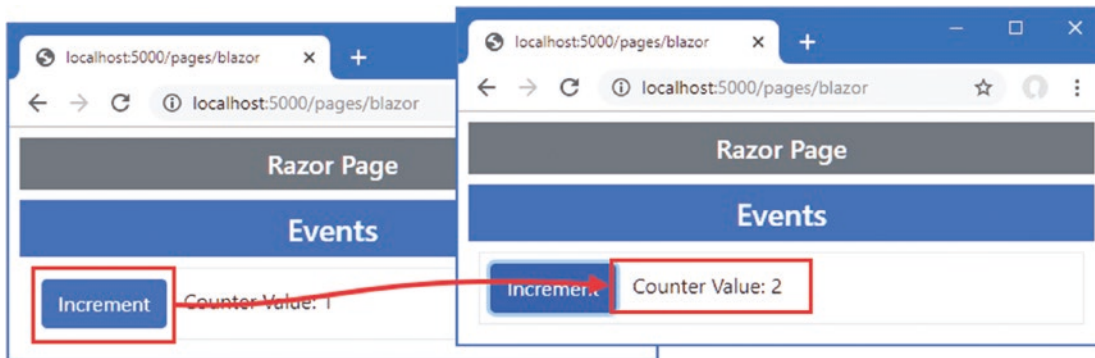 localhost:5000/pages/blazor
localhost:5000/pages/blazor
Razor Page
Events
Increment
Counter Value: 1
localhost:5000/pages/blazor
localhost:5000/pages/blazor
Razor Page
Events
Increment
Counter Value: 2